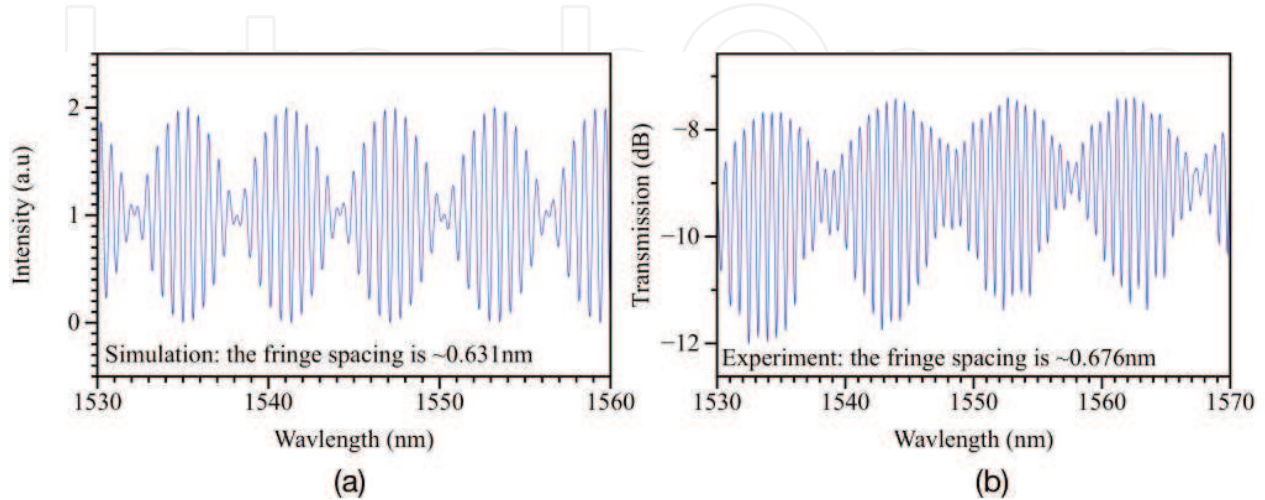 2
1
0
Intensity (a.u)
Simulation: the fringe spacing is ~0.631nm
1530 1540 1550 1560
Wavlength (nm)
(a)
−8
−10
−12
Transmission (dB)
Experiment: the fringe spacing is ~0.676nm
1530 1540 1550 1560 1570
Wavlength (nm)
(b)